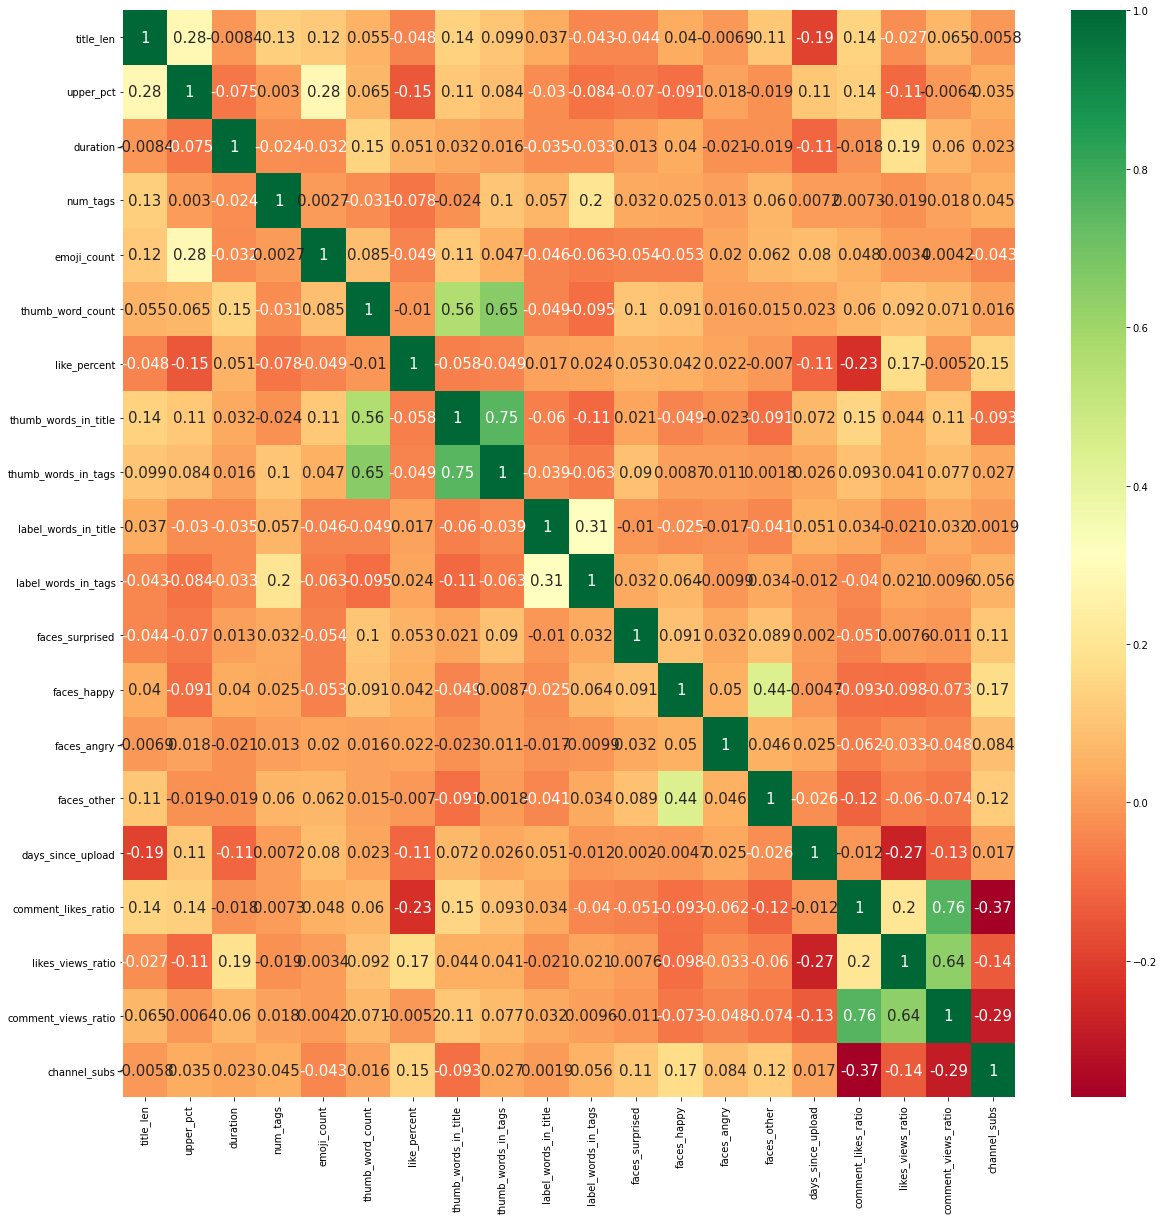 title_len 1 0.28 -0.0084 0.13 0.12 0.055 -0.048 0.14 0.099 0.037 -0.043 -0.044 0.04 -0.0069 0.11 -0.19 0.14 -0.027 0.065 -0.0058
upper_pct 0.28 1 -0.075 0.003 0.28 0.065 -0.15 0.11 0.084 -0.03 -0.084 -0.07 -0.091 0.018 -0.019 0.11 0.14 -0.11 -0.0064 0.035
duration -0.0084 -0.075 1 -0.024 -0.032 0.15 0.051 0.032 0.016 -0.035 -0.033 0.013 0.04 -0.021 -0.019 -0.11 -0.018 0.19 0.06 0.023
num_tags 0.13 0.003 -0.024 1 0.0027 -0.031 -0.078 -0.024 0.1 0.057 0.2 0.032 0.025 0.013 0.06 0.0072 0.0073 -0.019 0.018 0.045
emoji_count 0.12 0.28 -0.032 0.0027 1 0.085 -0.049 0.11 0.047 -0.046 -0.063 -0.054 -0.053 0.02 0.062 0.08 0.048 0.0034 0.0042 -0.043
thumb_word_count 0.055 0.065 0.15 -0.031 0.085 1 -0.01 0.56 0.65 -0.049 -0.095 0.1 0.091 0.016 0.015 0.023 0.06 0.092 0.071 0.016
like_percent -0.048 -0.15 0.051 -0.078 -0.049 -0.01 1 -0.058 -0.049 0.017 0.024 0.053 0.042 0.022 -0.007 -0.11 -0.23 0.17 -0.0052 0.15
thumb_words_in_title 0.14 0.11 0.032 -0.024 0.11 0.56 -0.058 1 0.75 -0.06 -0.11 0.021 -0.049 -0.023 -0.091 0.072 0.15 0.044 0.11 -0.093
thumb_words_in_tags 0.099 0.084 0.016 0.1 0.047 0.65 -0.049 0.75 1 -0.039 -0.063 0.09 0.0087 0.011 0.0018 0.026 0.093 0.041 0.077 0.027
label_words_in_title 0.037 -0.03 -0.035 0.057 -0.046 -0.049 0.017 -0.06 -0.039 1 0.31 -0.01 -0.025 -0.017 -0.041 0.051 0.034 -0.021 0.032 0.0019
label_words_in_tags -0.043 -0.084 -0.033 0.2 -0.063 -0.095 0.024 -0.11 -0.063 0.31 1 0.032 0.064 -0.0099 0.034 -0.012 -0.04 0.021 0.0096 0.056
faces_surprised -0.044 -0.07 0.013 0.032 -0.054 0.1 0.053 0.021 0.09 -0.01 0.032 1 0.091 0.032 0.089 0.002 -0.051 0.0076 -0.011 0.11
faces_happy 0.04 -0.091 0.04 0.025 -0.053 0.091 0.042 -0.049 0.0087 -0.025 0.064 0.091 1 0.05 0.44 -0.0047 -0.093 -0.098 -0.073 0.17
faces_angry -0.0069 0.018 -0.021 0.013 0.02 0.016 0.022 -0.023 0.011 -0.017 -0.0099 0.032 0.05 1 0.046 0.025 -0.062 -0.033 -0.048 0.084
faces_other 0.11 -0.019 -0.019 0.06 0.062 0.015 -0.007 -0.091 0.0018 -0.041 0.034 0.089 0.44 0.046 1 -0.026 -0.12 -0.06 -0.074 0.12
days_since_upload -0.19 0.11 -0.11 0.0072 0.08 0.023 -0.11 0.072 0.026 0.051 -0.012 0.002 -0.0047 0.025 -0.026 1 -0.012 -0.27 -0.13 0.017
comment_likes_ratio 0.14 0.14 -0.018 0.0073 0.048 0.06 -0.23 0.15 0.093 0.034 -0.04 -0.051 -0.093 -0.062 -0.12 -0.012 1 0.2 0.76 -0.37
likes_views_ratio -0.027 -0.11 0.19 -0.019 0.0034 0.092 0.17 0.044 0.041 -0.021 0.021 0.0076 -0.098 -0.033 -0.06 -0.27 0.2 1 0.64 -0.14
comment_views_ratio 0.065 -0.0064 0.06 0.018 0.0042 0.071 -0.0052 0.11 0.077 0.032 0.0096 -0.011 -0.073 -0.048 -0.074 -0.13 0.76 0.64 1 -0.29
channel_subs -0.0058 0.035 0.023 0.045 -0.043 0.016 0.15 -0.093 0.027 0.0019 0.056 0.11 0.17 0.084 0.12 0.017 -0.37 -0.14 -0.29 1
title_len
upper_pct
duration
num_tags
emoji_count
thumb_word_count
like_percent
thumb_words_in_title
thumb_words_in_tags
label_words_in_title
label_words_in_tags
faces_surprised
faces_happy
faces_angry
faces_other
days_since_upload
comment_likes_ratio
likes_views_ratio
comment_views_ratio
channel_subs
1.0
0.8
0.6
0.4
0.2
0.0
−0.2